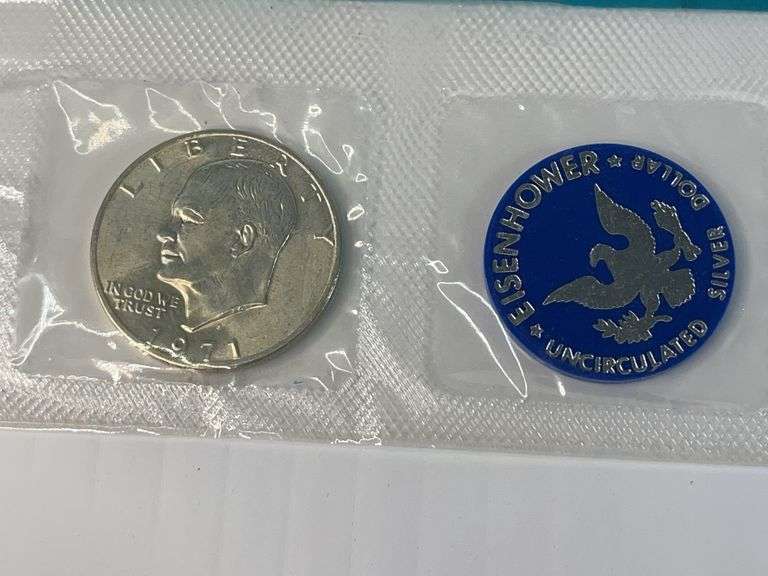 LIBERTY
IN GOD WE
TRUST
1971
★ EISENHOWER ★
UNCIRCULATED SILVER DOLLAR